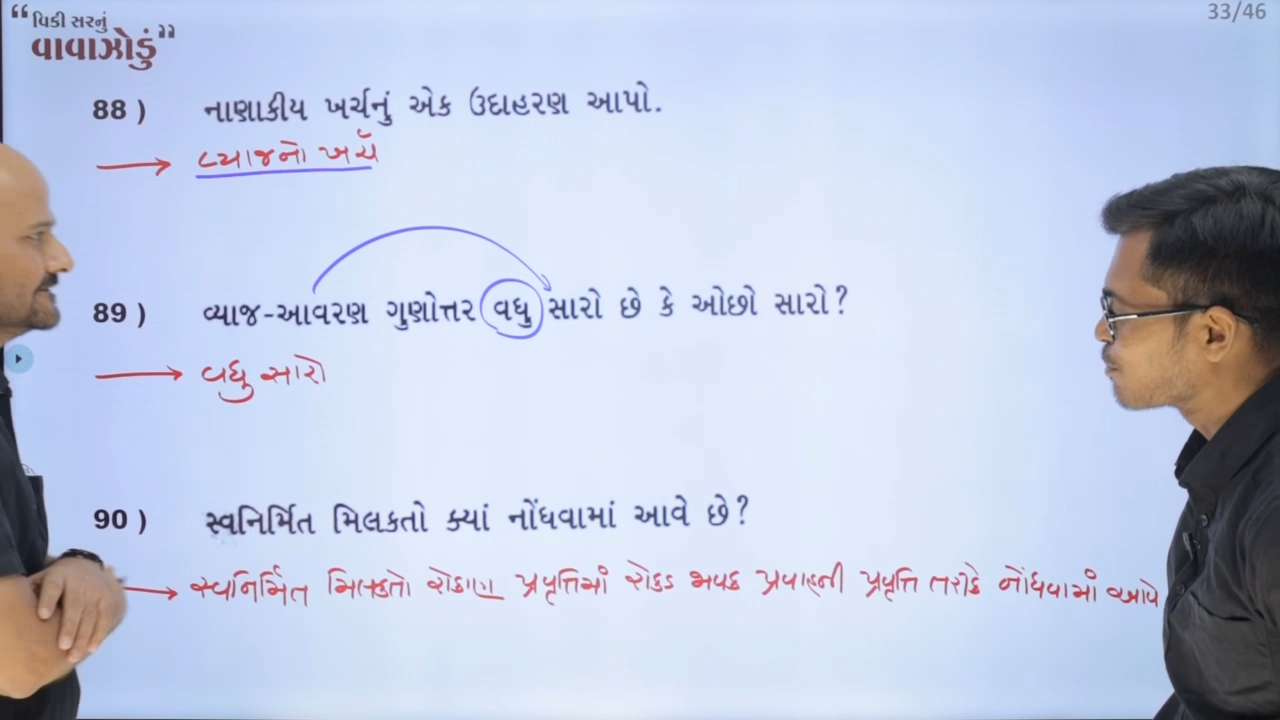 “વિકી સરનું
વાવાઝોડું”
33/46
88) નાણાકીય ખર્ચનું એક ઉદાહરણ આપો.
વ્યાજનો ખર્ચ
89) વ્યાજ-આવરણ ગુણોત્તર વધુ સારો છે કે ઓછો સારો?
વધુ સારો
90) સ્વનિર્મિત મિલકતો ક્યાં નોંધવામાં આવે છે?
સ્વનિર્મિત મિલકતો રોકાણ પ્રવૃત્તિમાં રોકડ જાવક પ્રવાહની પ્રવૃત્તિ તરીકે નોંધવામાં આવે